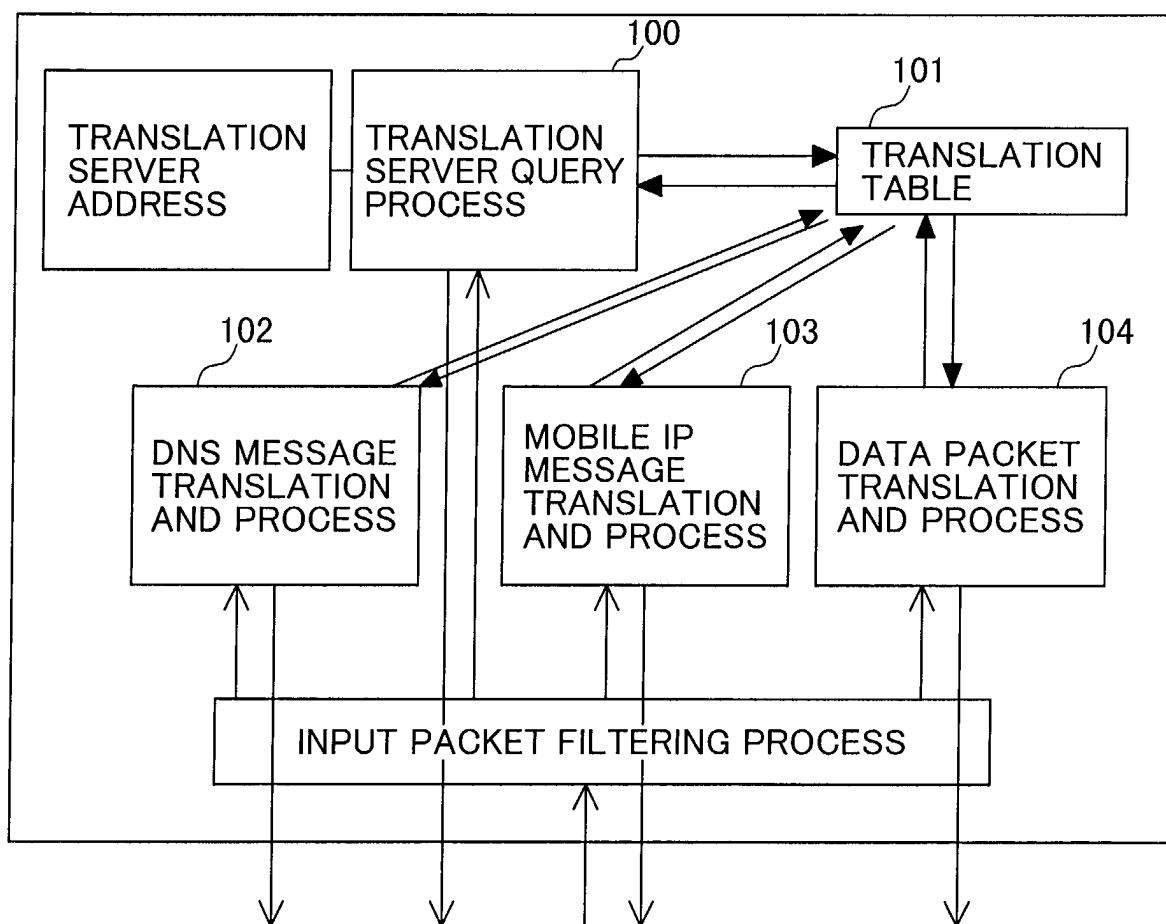 100
101
TRANSLATION
SERVER
ADDRESS
TRANSLATION
SERVER QUERY
PROCESS
TRANSLATION
TABLE
102
103
104
DNS MESSAGE
TRANSLATION
AND PROCESS
MOBILE IP
MESSAGE
TRANSLATION
AND PROCESS
DATA PACKET
TRANSLATION
AND PROCESS
INPUT PACKET FILTERING PROCESS